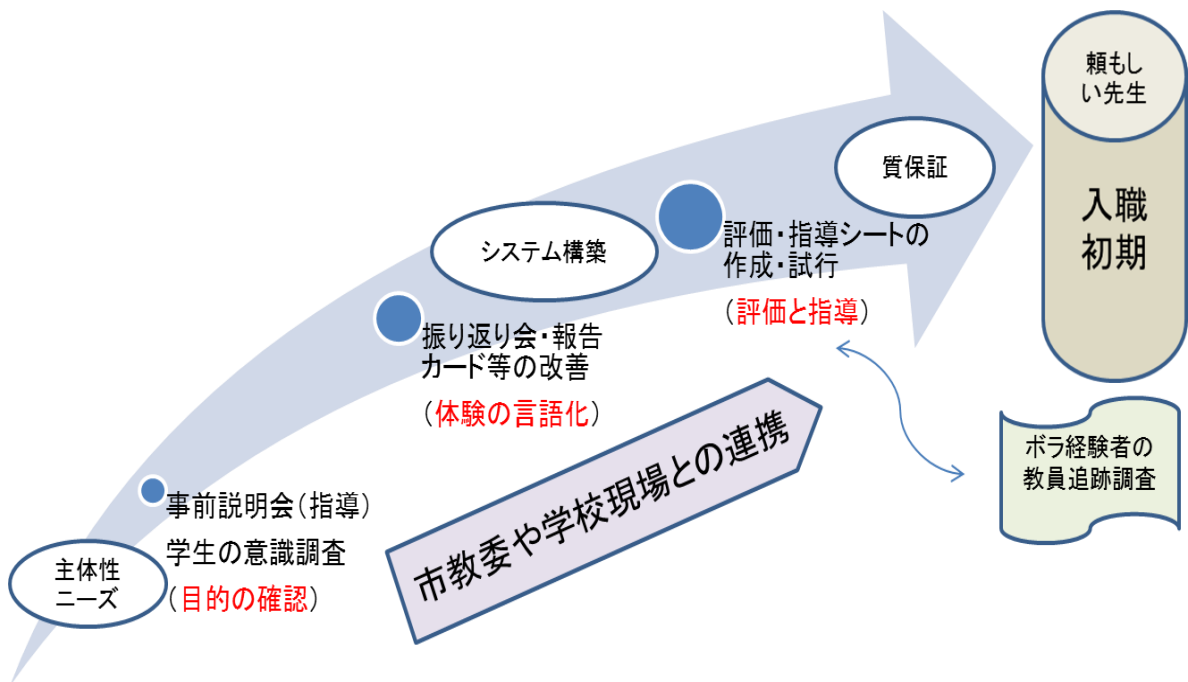 頼もし
い先生
入職
初期
質保証
評価・指導シートの
作成・試行
(評価と指導)
システム構築
振り返り会・報告
カード等の改善
(体験の言語化)
市教委や学校現場との連携
ボラ経験者の
教員追跡調査
事前説明会(指導)
学生の意識調査
(目的の確認)
主体性
ニーズ